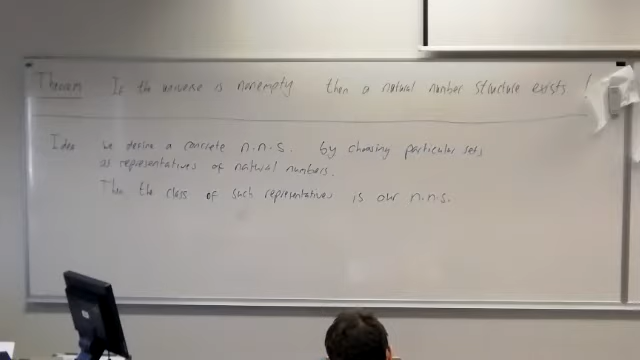 Theorem If the universe is nonempty then a natural number structure exists !
Idea We define a concrete n.n.s. by choosing particular sets
as representatives of natural numbers.
Then the class of such representatives is our n.n.s.